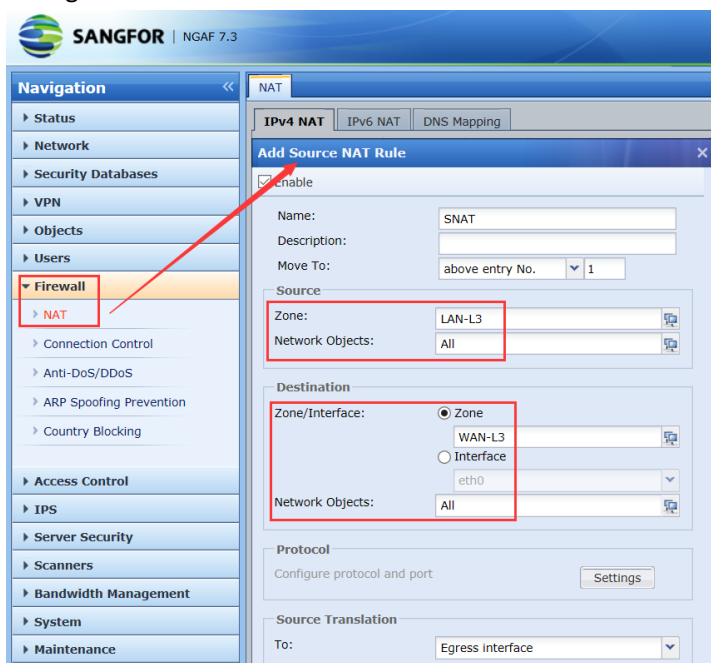 SANGFOR | NGAF 7.3
Navigation «
Status
Network
Security Databases
VPN
Objects
Users
Firewall
NAT
Connection Control
Anti-DoS/DDoS
ARP Spoofing Prevention
Country Blocking
Access Control
IPS
Server Security
Scanners
Bandwidth Management
System
Maintenance
NAT
IPv4 NAT IPv6 NAT DNS Mapping
Add Source NAT Rule
Enable
Name: SNAT
Description:
Move To: above entry No. 1
Source
Zone: LAN-L3
Network Objects: All
Destination
Zone/Interface: Zone
WAN-L3
Interface
eth0
Network Objects: All
Protocol
Configure protocol and port Settings
Source Translation
To: Egress interface